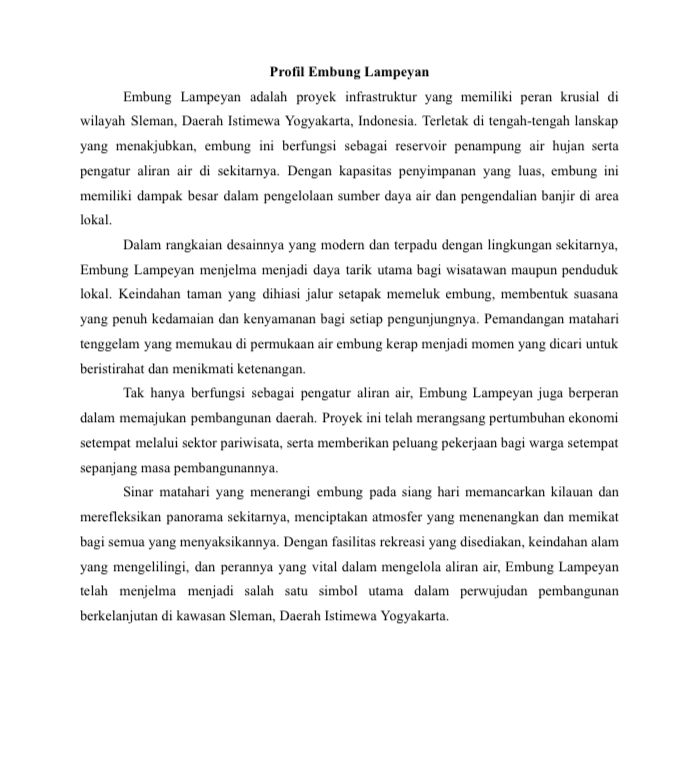 Profil Embung Lampeyan
Embung Lampeyan adalah proyek infrastruktur yang memiliki peran krusial di
wilayah Sleman, Daerah Istimewa Yogyakarta, Indonesia. Terletak di tengah-tengah lanskap
yang menakjubkan, embung ini berfungsi sebagai reservoir penampung air hujan serta
pengatur aliran air di sekitarnya. Dengan kapasitas penyimpanan yang luas, embung ini
memiliki dampak besar dalam pengelolaan sumber daya air dan pengendalian banjir di area
lokal.
Dalam rangkaian desainnya yang modern dan terpadu dengan lingkungan sekitarnya,
Embung Lampeyan menjelma menjadi daya tarik utama bagi wisatawan maupun penduduk
lokal. Keindahan taman yang dihiasi jalur setapak memeluk embung, membentuk suasana
yang penuh kedamaian dan kenyamanan bagi setiap pengunjungnya. Pemandangan matahari
tenggelam yang memukau di permukaan air embung kerap menjadi momen yang dicari untuk
beristirahat dan menikmati ketenangan.
Tak hanya berfungsi sebagai pengatur aliran air, Embung Lampeyan juga berperan
dalam memajukan pembangunan daerah. Proyek ini telah merangsang pertumbuhan ekonomi
setempat melalui sektor pariwisata, serta memberikan peluang pekerjaan bagi warga setempat
sepanjang masa pembangunannya.
Sinar matahari yang menerangi embung pada siang hari memancarkan kilauan dan
merefleksikan panorama sekitarnya, menciptakan atmosfer yang menenangkan dan memikat
bagi semua yang menyaksikannya. Dengan fasilitas rekreasi yang disediakan, keindahan alam
yang mengelilingi, dan perannya yang vital dalam mengelola aliran air, Embung Lampeyan
telah menjelma menjadi salah satu simbol utama dalam perwujudan pembangunan
berkelanjutan di kawasan Sleman, Daerah Istimewa Yogyakarta.